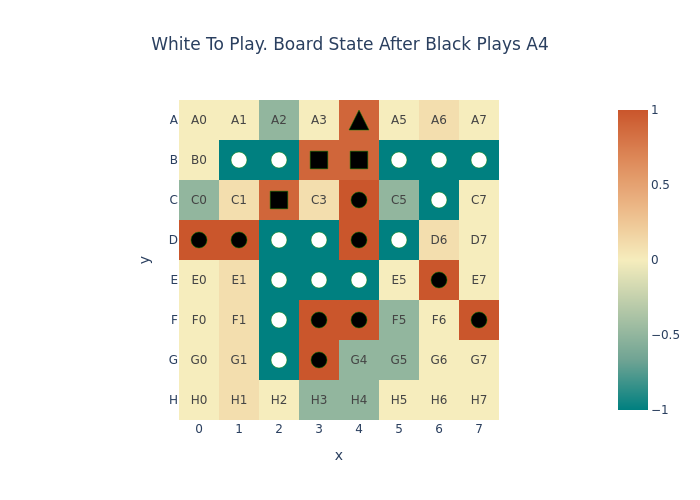 White To Play. Board State After Black Plays A4
A A0 A1 A2 A3 A5 A6 A7
B B0
C C0 C1 C3 C5 C7
D D6 D7
E E0 E1 E5 E7
F F0 F1 F5 F6
G G0 G1 G4 G5 G6 G7
H H0 H1 H2 H3 H4 H5 H6 H7
0 1 2 3 4 5 6 7
x
y
1
0.5
0
−0.5
−1